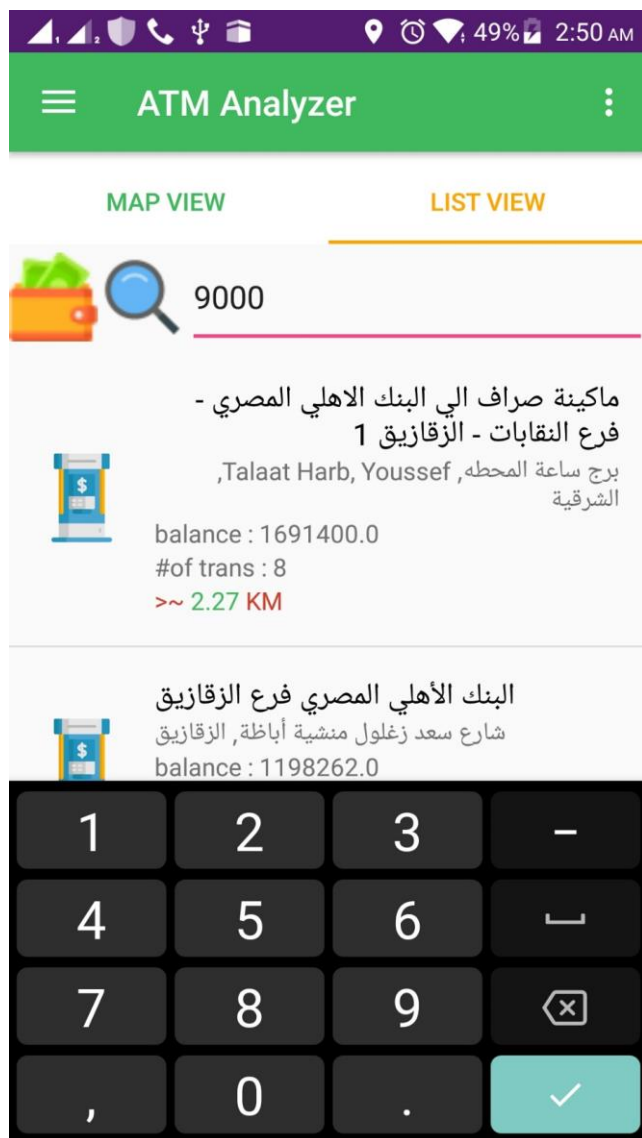 1 2 49% 2:50 AM
ATM Analyzer
MAP VIEW LIST VIEW
9000
ماكينة صراف الي البنك الاهلي المصري -
فرع النقابات - الزقازيق 1
برج ساعة المحطه, Talaat Harb, Youssef,
الشرقية
balance : 1691400.0
#of trans : 8
>~ 2.27 KM
البنك الأهلي المصري فرع الزقازيق
شارع سعد زغلول منشية أباظة, الزقازيق
balance : 1198262.0
$
$
1 2 3 –
4 5 6
7 8 9
, 0 .